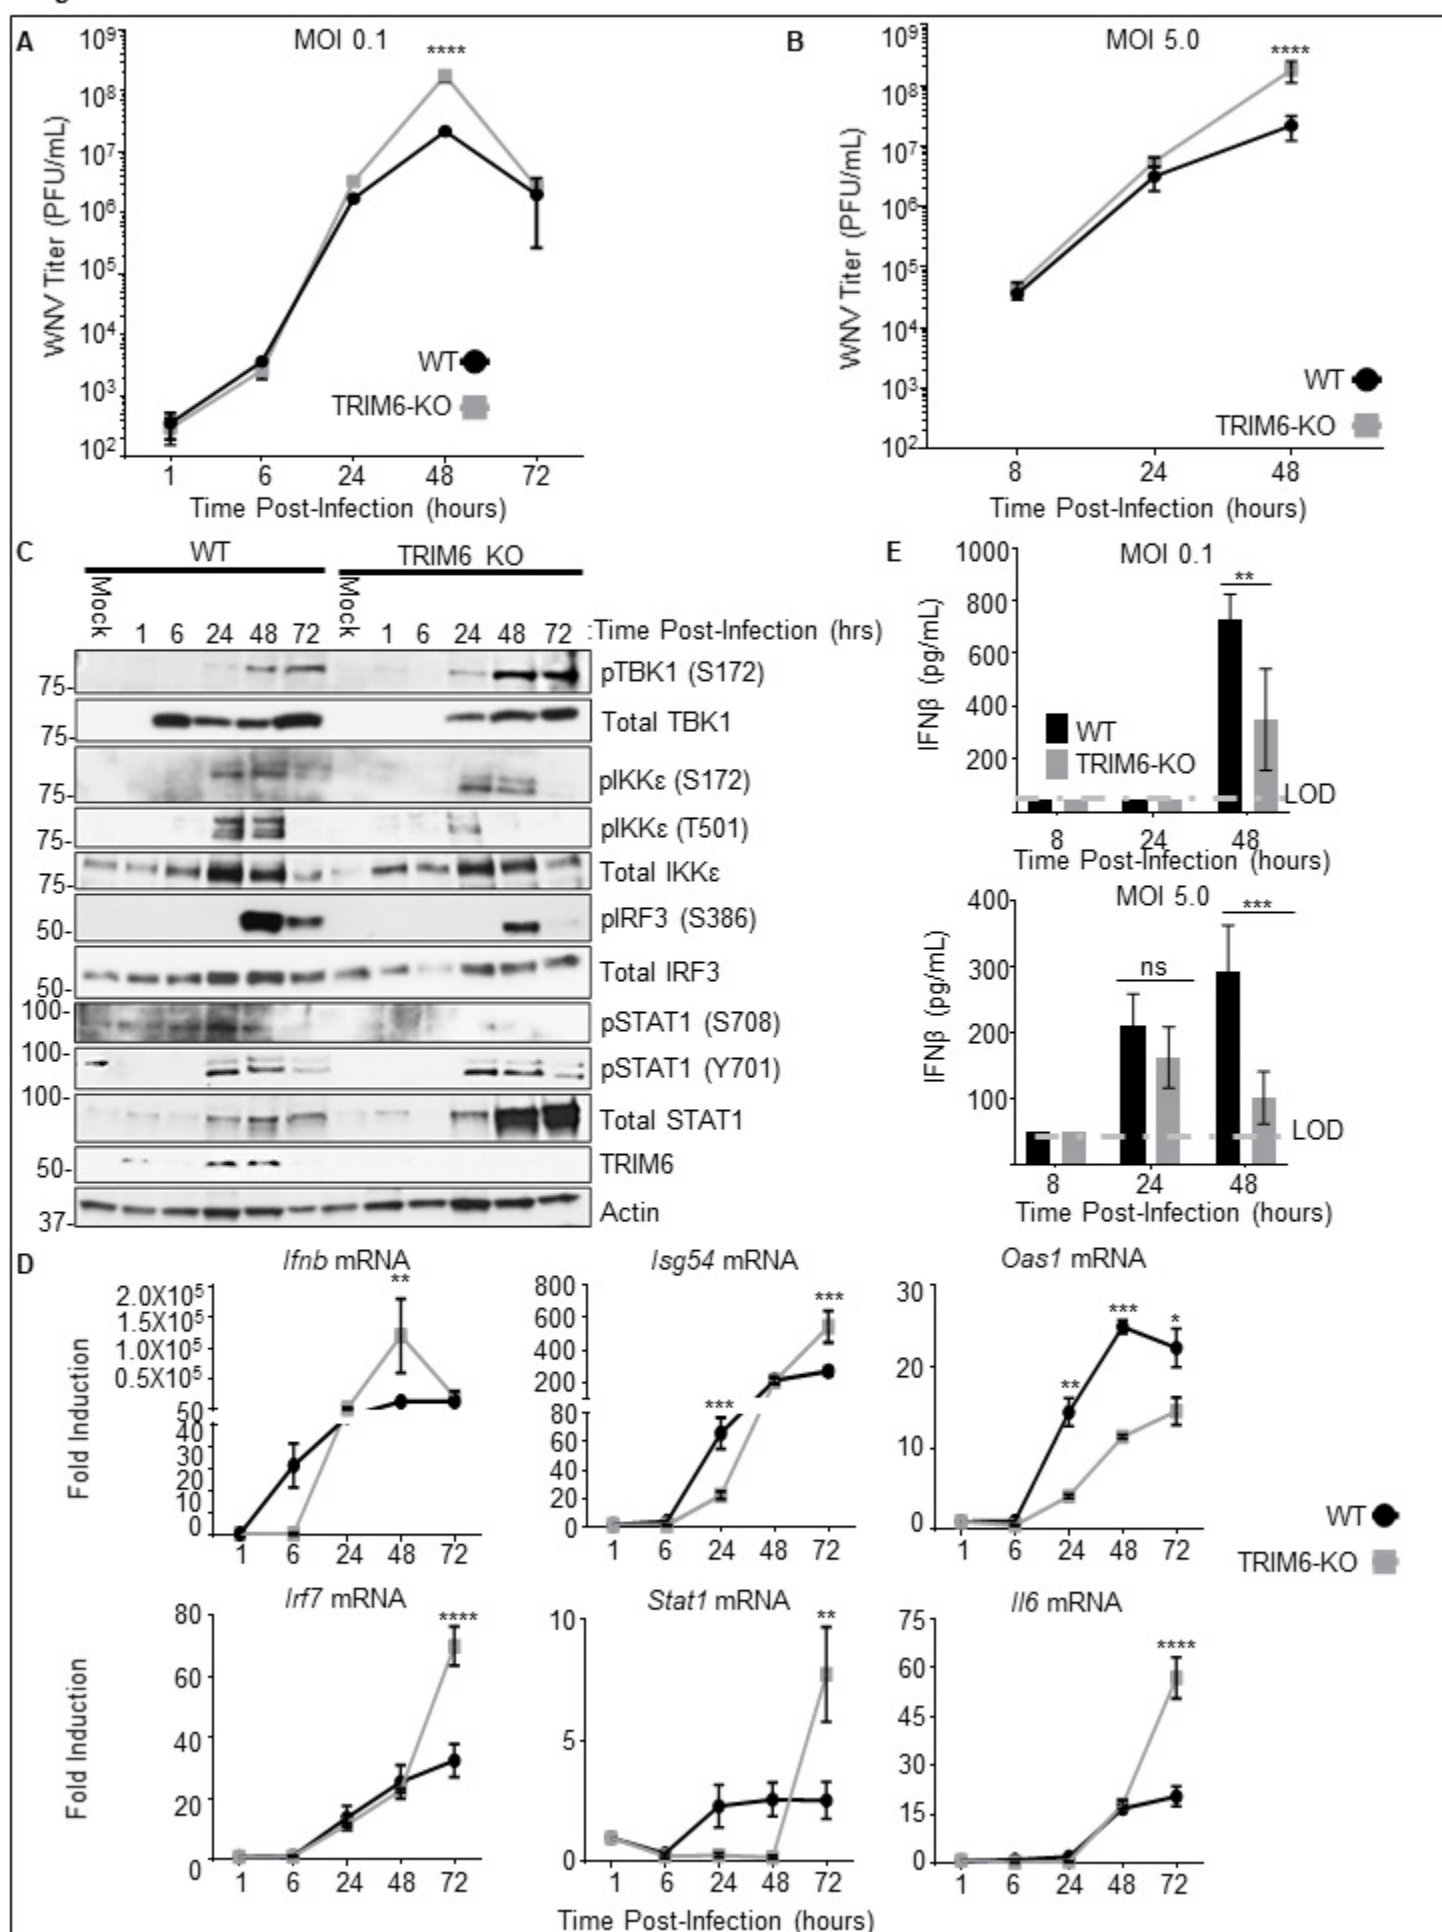 A
MOI 0.1
****
10⁹
10⁸
10⁷
10⁶
10⁵
10⁴
10³
10²
WNV Titer (PFU/mL)
WT
TRIM6-KO
1 6 24 48 72
Time Post-Infection (hours)
B
MOI 5.0
****
10⁹
10⁸
10⁷
10⁶
10⁵
10⁴
10³
10²
WNV Titer (PFU/mL)
WT
TRIM6-KO
8 24 48
Time Post-Infection (hours)
C
WT TRIM6 KO
Mock 1 6 24 48 72 Mock 1 6 24 48 72 :Time Post-Infection (hrs)
75- pTBK1 (S172)
75- Total TBK1
75- pIKKε (S172)
75- pIKKε (T501)
75- Total IKKε
50- pIRF3 (S386)
50- Total IRF3
100- pSTAT1 (S708)
100- pSTAT1 (Y701)
100- Total STAT1
50- TRIM6
37- Actin
E
MOI 0.1
**
1000
800
600
400
200
IFNβ (pg/mL)
WT
TRIM6-KO
LOD
8 24 48
Time Post-Infection (hours)
MOI 5.0
***
ns
400
300
200
100
IFNβ (pg/mL)
LOD
8 24 48
Time Post-Infection (hours)
D
Ifnb mRNA
**
2.0X10⁵
1.5X10⁵
1.0X10⁵
0.5X10⁵
50
40
30
20
10
0
Fold Induction
1 6 24 48 72
Isg54 mRNA
***
***
800
600
400
200
80
60
40
20
0
1 6 24 48 72
Oas1 mRNA
***
*
**
30
20
10
0
1 6 24 48 72
WT
TRIM6-KO
Irf7 mRNA
****
80
60
40
20
0
Fold Induction
1 6 24 48 72
Stat1 mRNA
**
10
5
0
1 6 24 48 72
Time Post-Infection (hours)
Il6 mRNA
****
75
60
45
30
15
0
1 6 24 48 72